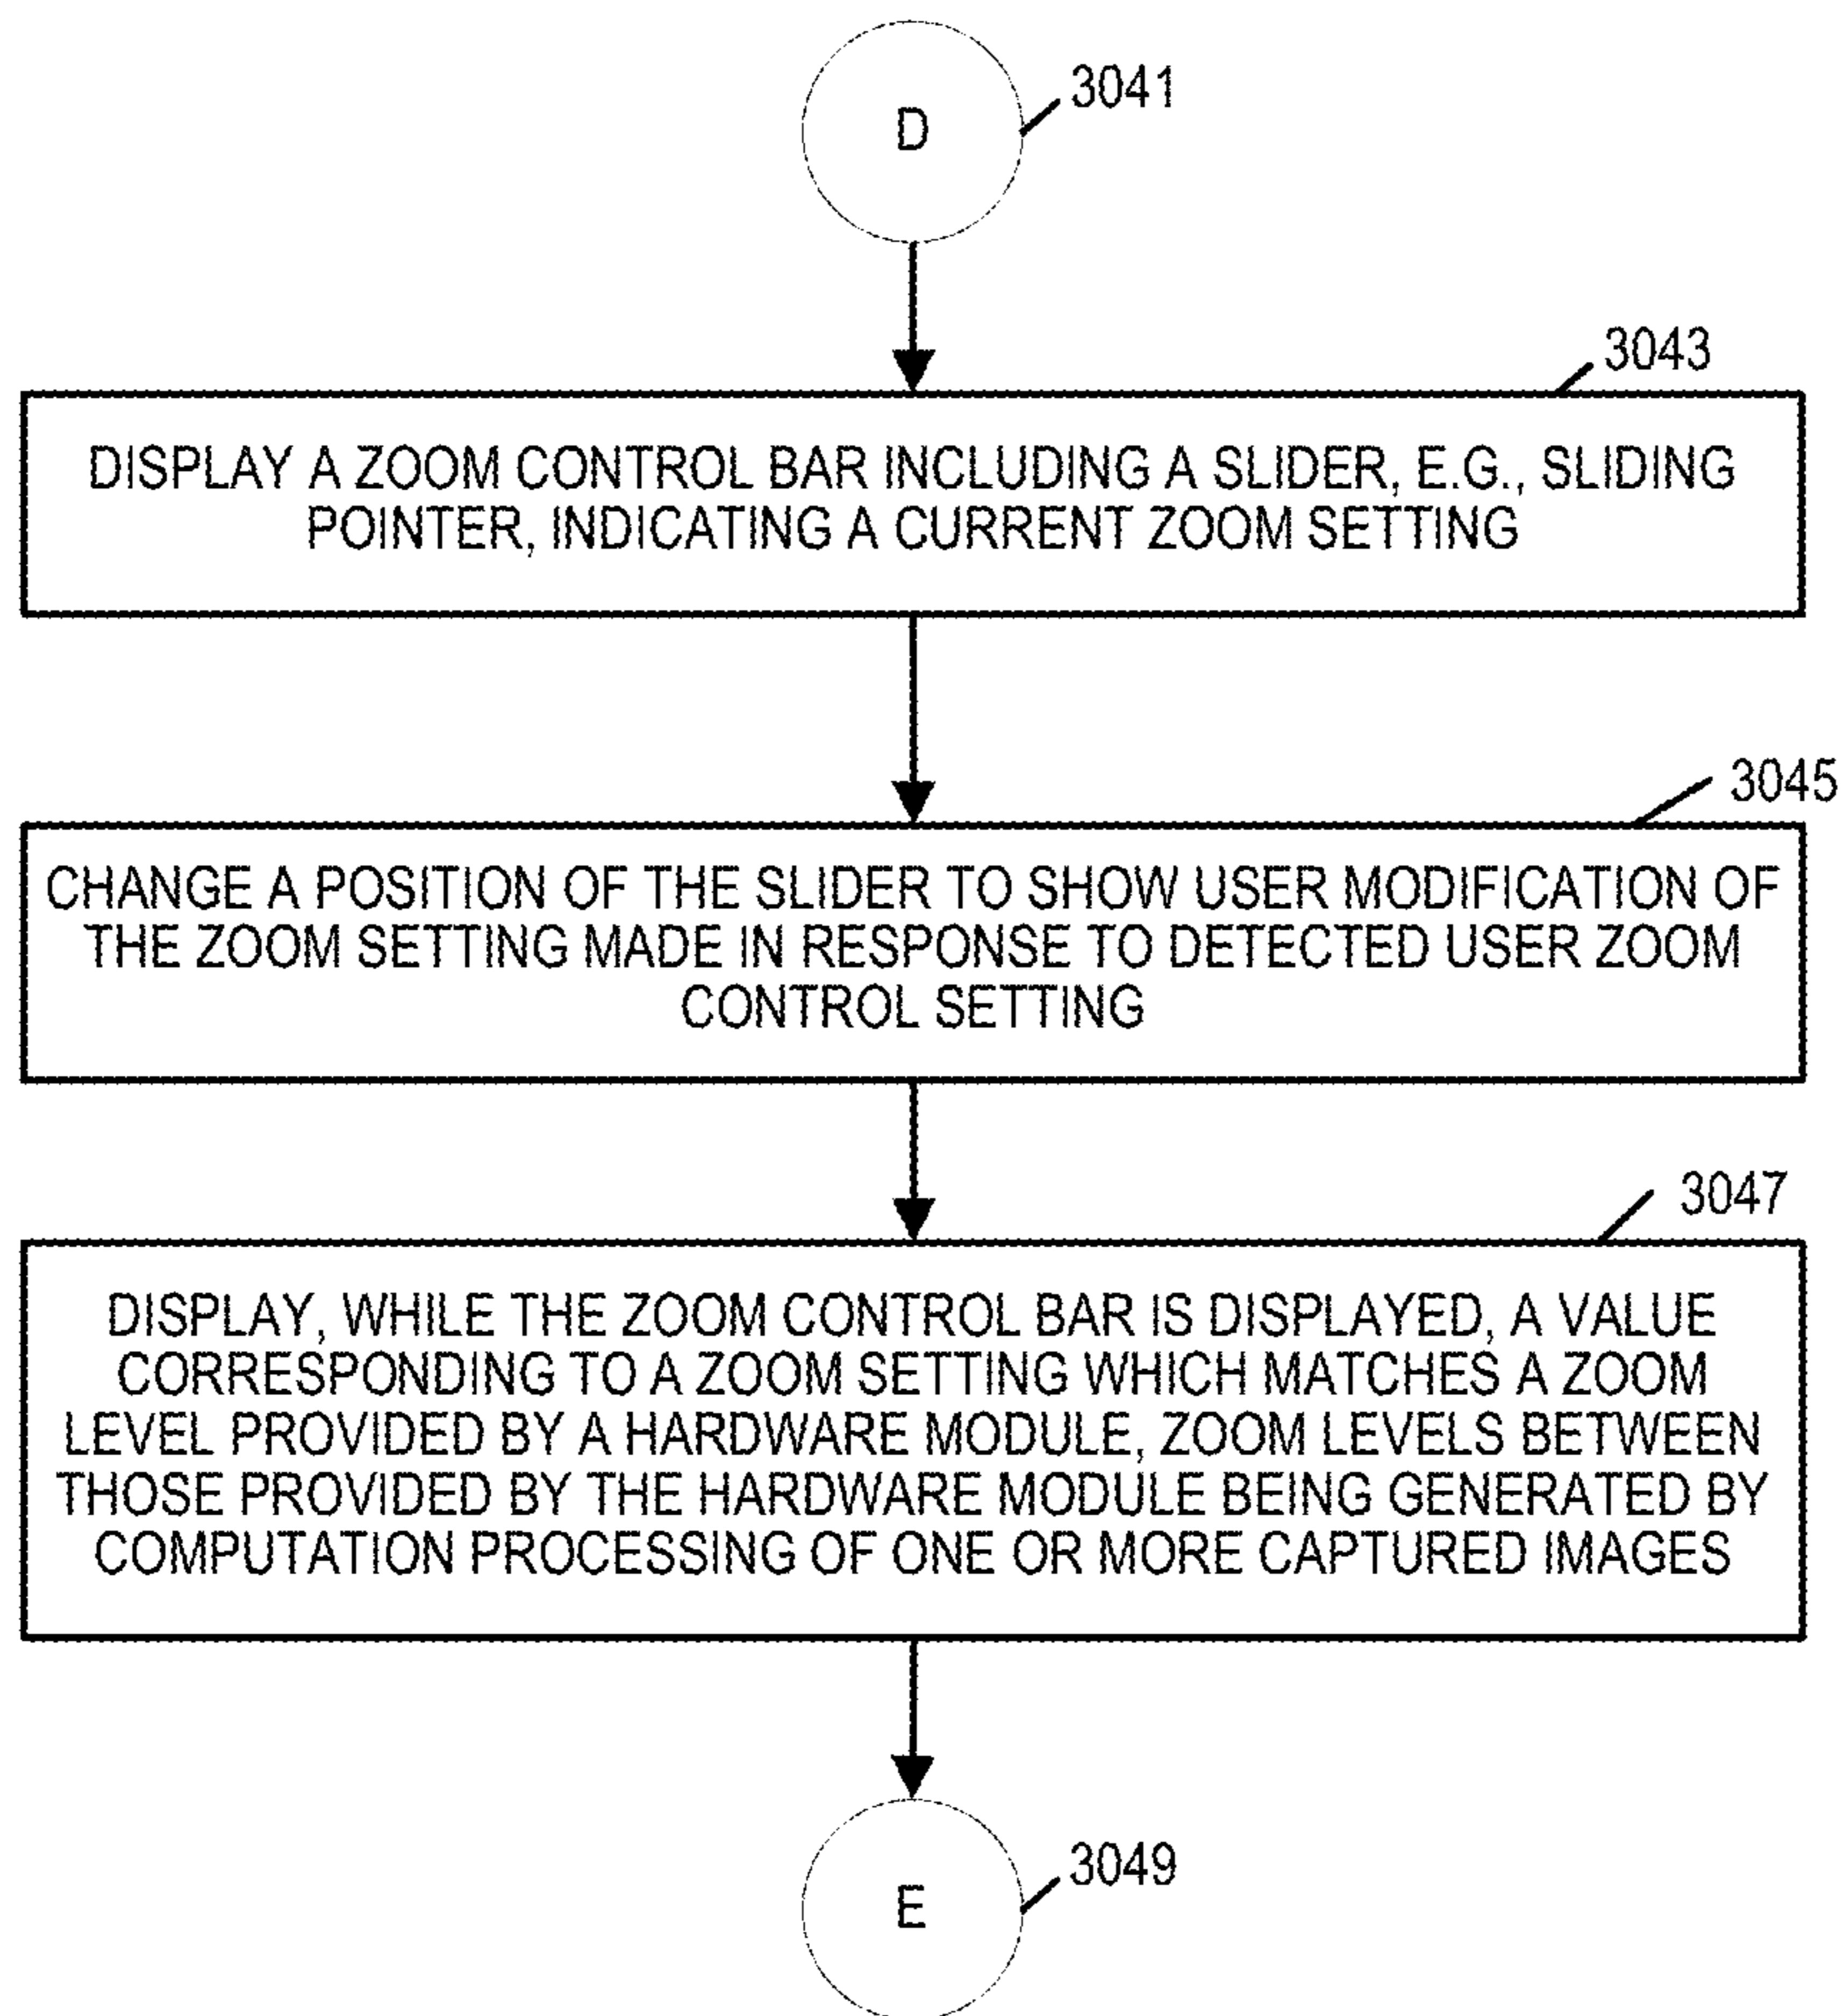 D
3041
3043
DISPLAY A ZOOM CONTROL BAR INCLUDING A SLIDER, E.G., SLIDING
POINTER, INDICATING A CURRENT ZOOM SETTING
3045
CHANGE A POSITION OF THE SLIDER TO SHOW USER MODIFICATION OF
THE ZOOM SETTING MADE IN RESPONSE TO DETECTED USER ZOOM
CONTROL SETTING
3047
DISPLAY, WHILE THE ZOOM CONTROL BAR IS DISPLAYED, A VALUE
CORRESPONDING TO A ZOOM SETTING WHICH MATCHES A ZOOM
LEVEL PROVIDED BY A HARDWARE MODULE, ZOOM LEVELS BETWEEN
THOSE PROVIDED BY THE HARDWARE MODULE BEING GENERATED BY
COMPUTATION PROCESSING OF ONE OR MORE CAPTURED IMAGES
E
3049